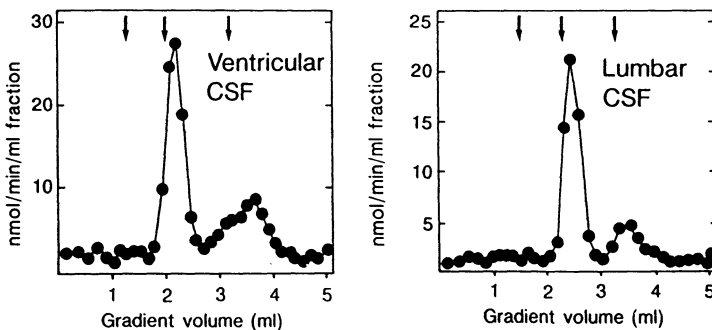 30
20
10
nmol/min/ml fraction
Ventricular
CSF
1 2 3 4 5
Gradient volume (ml)
25
20
15
10
5
nmol/min/ml fraction
Lumbar
CSF
0 1 2 3 4 5
Gradient volume (ml)